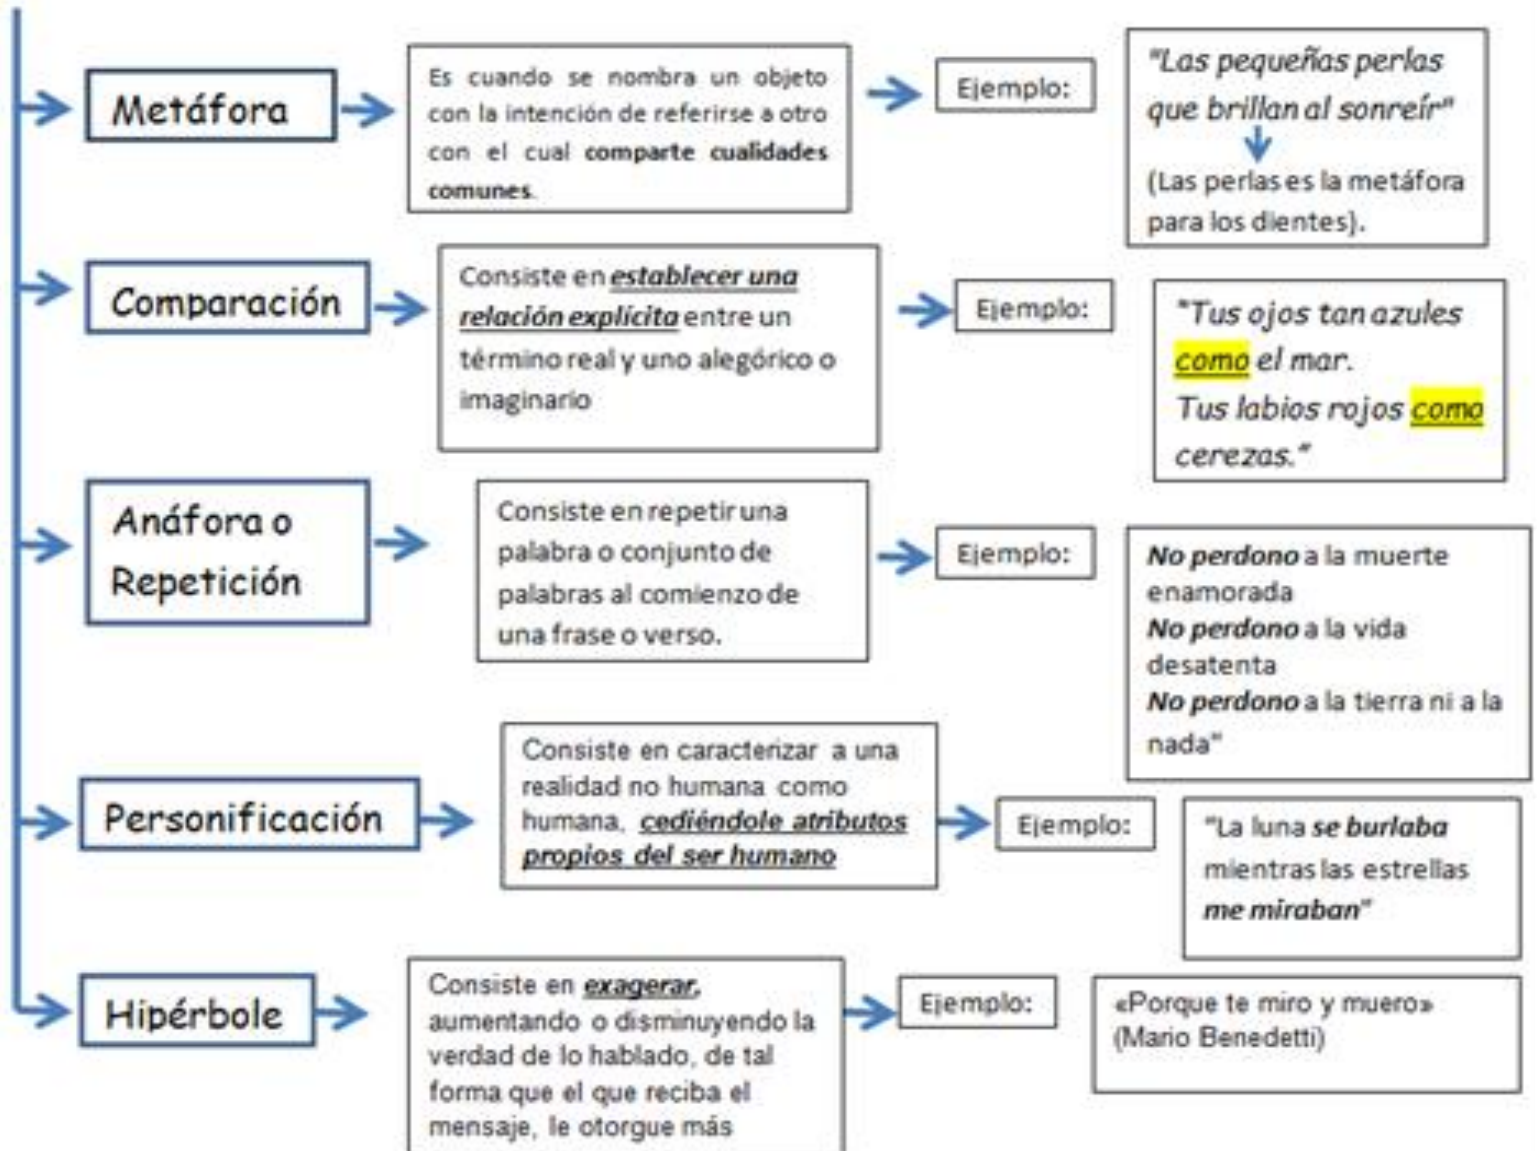 Metáfora
Es cuando se nombra un objeto
con la intención de referirse a otro
con el cual comparte cualidades
comunes.
Ejemplo:
"Las pequeñas perlas
que brillan al sonreír"
(Las perlas es la metáfora
para los dientes).
Comparación
Consiste en establecer una
relación explícita entre un
término real y uno alegórico o
imaginario
Ejemplo:
"Tus ojos tan azules
como el mar.
Tus labios rojos como
cerezas."
Anáfora o
Repetición
Consiste en repetir una
palabra o conjunto de
palabras al comienzo de
una frase o verso.
Ejemplo:
No perdono a la muerte
enamorada
No perdono a la vida
desatenta
No perdono a la tierra ni a la
nada"
Personificación
Consiste en caracterizar a una
realidad no humana como
humana, cediéndole atributos
propios del ser humano
Ejemplo:
"La luna se burlaba
mientras las estrellas
me miraban"
Hipérbole
Consiste en exagerar,
aumentando o disminuyendo la
verdad de lo hablado, de tal
forma que el que reciba el
mensaje, le otorgue más
Ejemplo:
«Porque te miro y muero»
(Mario Benedetti)